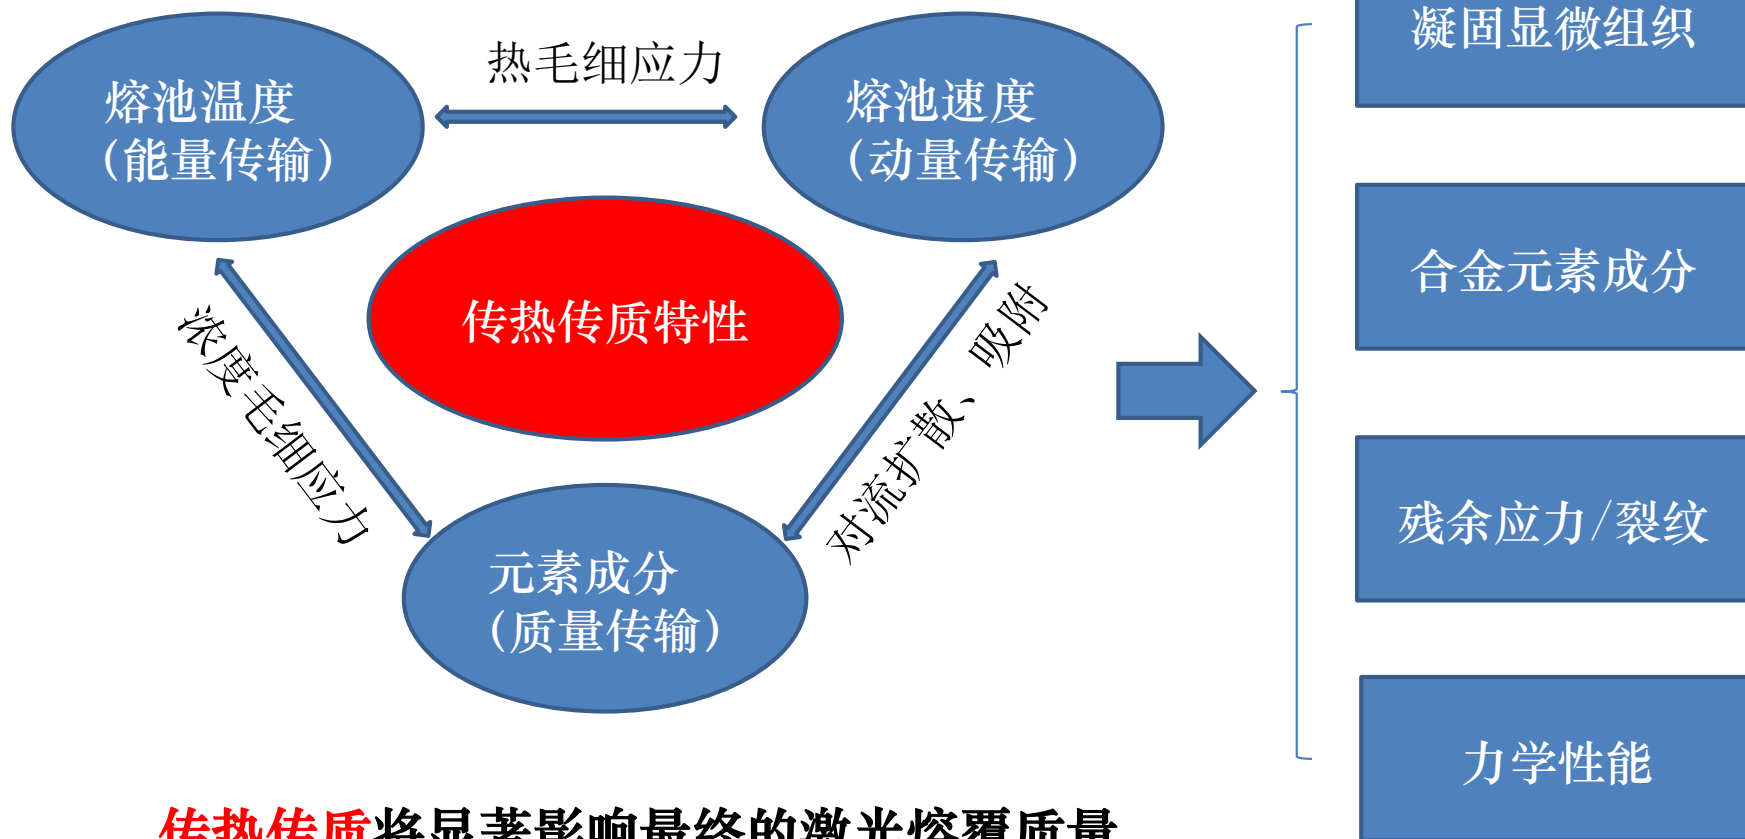 热毛细应力
熔池温度
(能量传输)
熔池速度
(动量传输)
传热传质特性
浓度毛细应力
对流扩散、吸附
元素成分
(质量传输)
凝固显微组织
合金元素成分
残余应力/裂纹
力学性能
传热传质将显著影响最终的激光熔覆质量